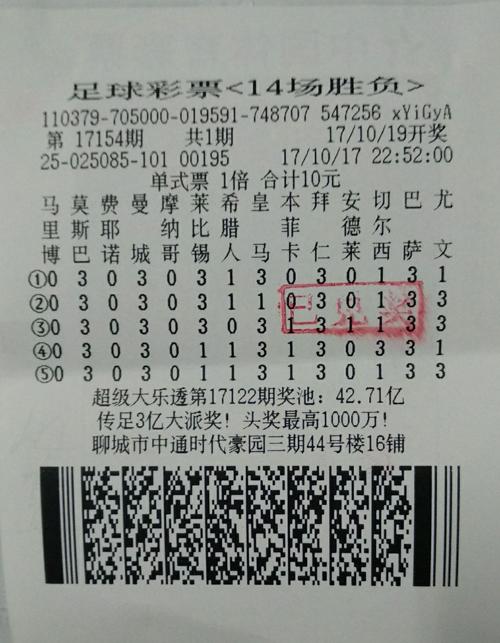 足球彩票<14场胜负>
110379-705000-019591-748707 547256 xYiGyA
第 17154期 共1期 17/10/19开奖
25-025085-101 00195 17/10/17 22:52:00
单式票 1倍 合计10元
马 莫 费 曼 摩 莱 希 皇 本 拜 安 切 巴 尤
里 斯 耶 纳 比 腊 菲 德 尔
博 巴 诺 城 哥 锡 人 马 卡 仁 莱 西 萨 文
①0 3 0 3 0 3 1 3 0 3 0 1 3 1
②0 3 0 3 0 3 1 1 0 3 0 1 3 3
③0 3 0 3 0 3 0 3 1 3 1 1 3 3
④0 3 0 3 0 1 1 3 1 3 0 3 3 1
⑤0 3 0 3 0 1 1 3 1 3 0 1 3 3
已兑奖
超级大乐透第17122期奖池：42.71亿
传足3亿大派奖！头奖最高1000万！
聊城市中通时代豪园三期44号楼16铺